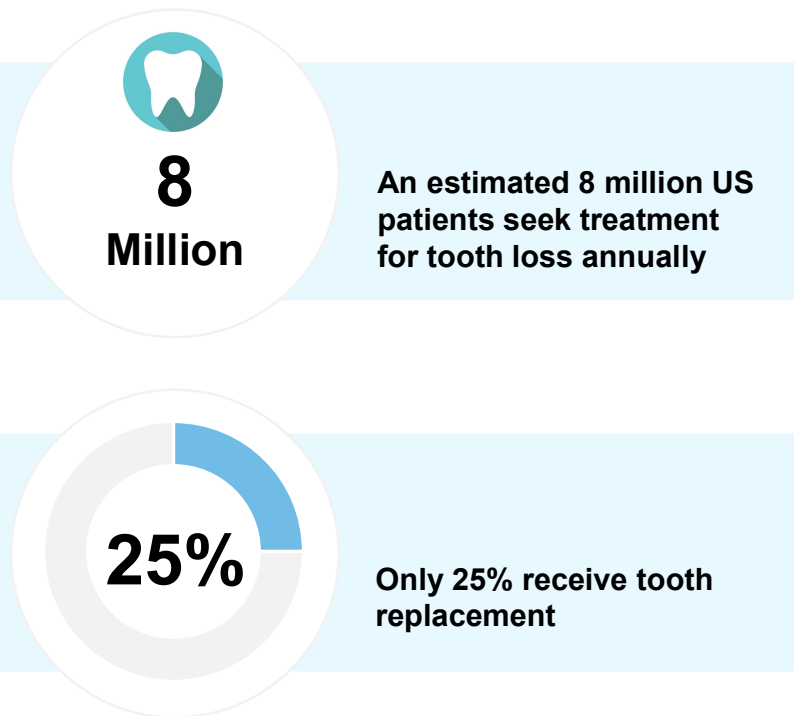 8
Million
An estimated 8 million US
patients seek treatment
for tooth loss annually
25%
Only 25% receive tooth
replacement